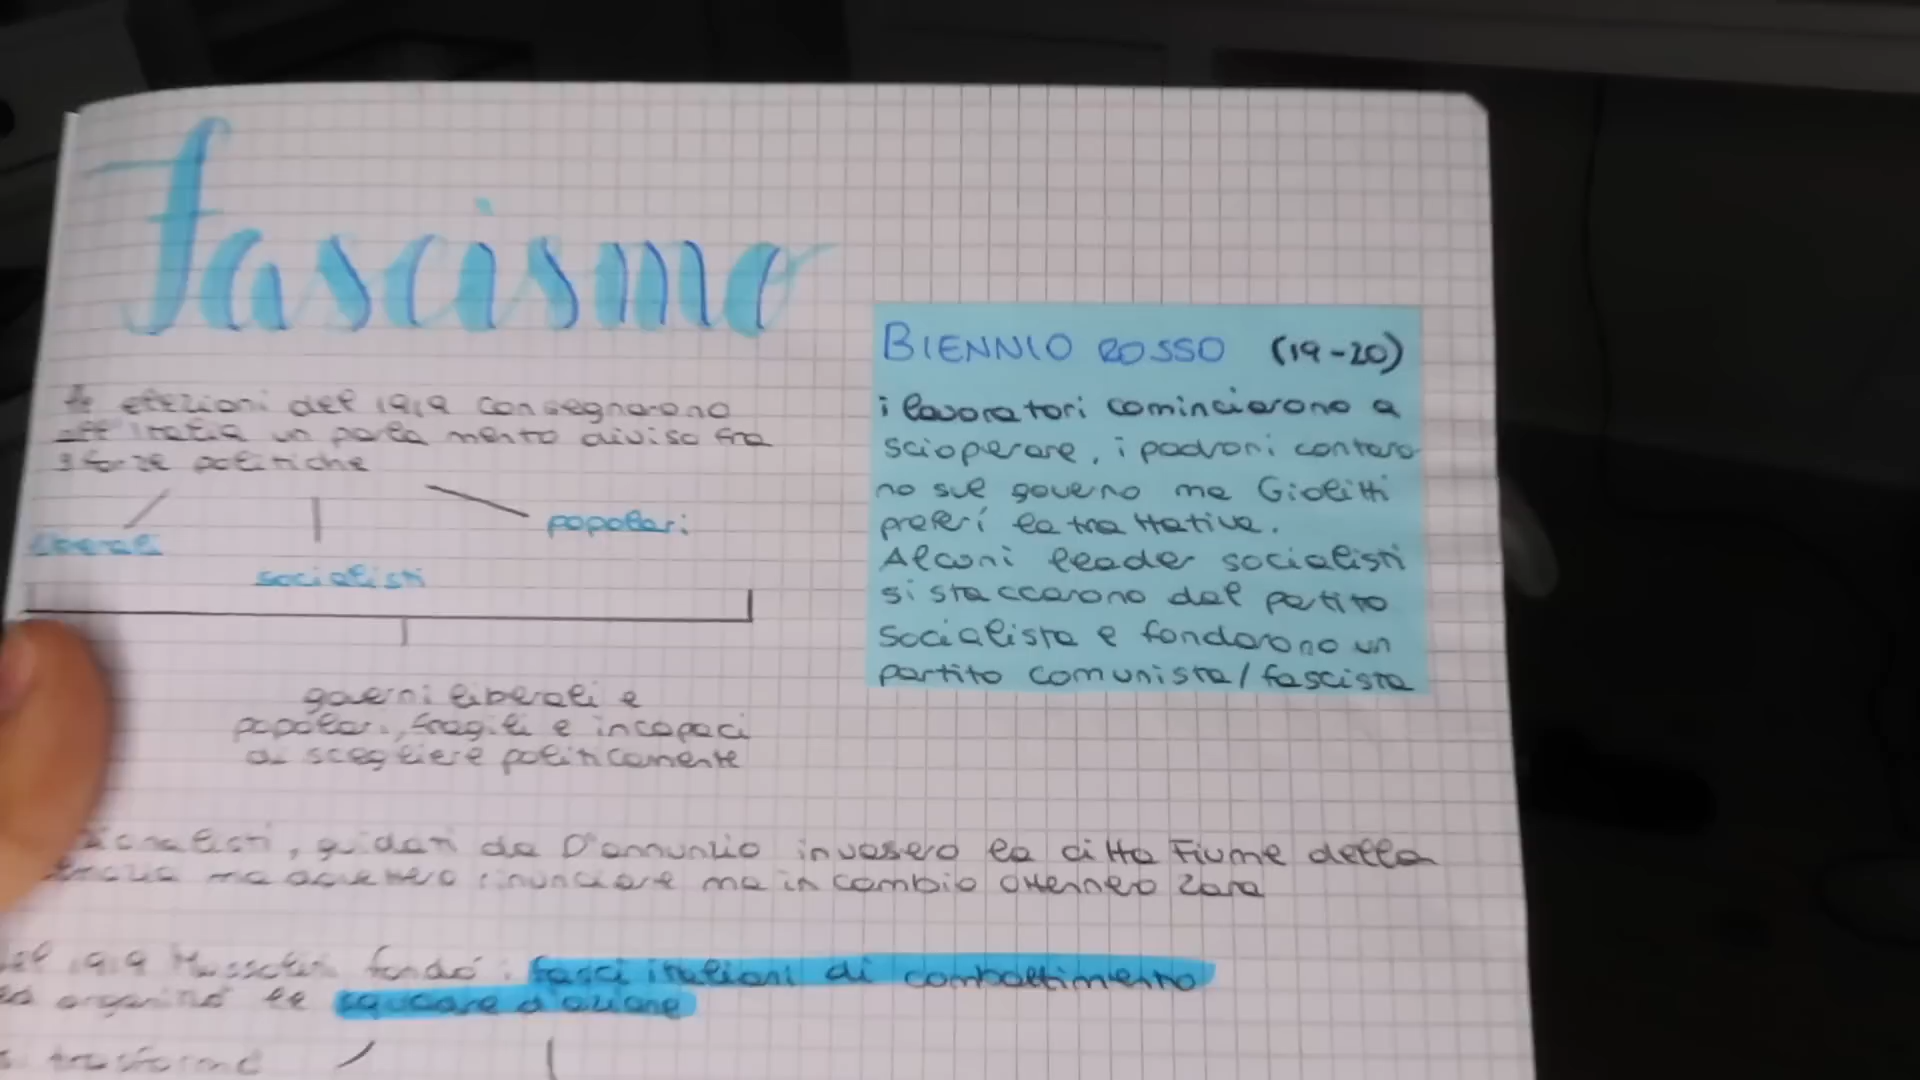 Fascismo
Le elezioni del 1919 consegnarono
all'Italia un parlamento diviso fra
3 forze politiche
liberali
socialisti
popolari
governi liberali e
popolari, fragili e incapaci
di scegliere politicamente
BIENNIO ROSSO (19-20)
i lavoratori cominciarono a
scioperare, i padroni contaro
no sul governo ma Giolitti
preferì la trattativa.
Alcuni leader socialisti
si staccarono dal partito
socialista e fondarono un
partito comunista/fascista
guidati da D'annunzio invasero la città Fiume della
ma dovettero rinunciare ma in cambio ottennero Zara
1919 Mussolini fondò i fasci italiani di combattimento
organizzò le squadre d'azione